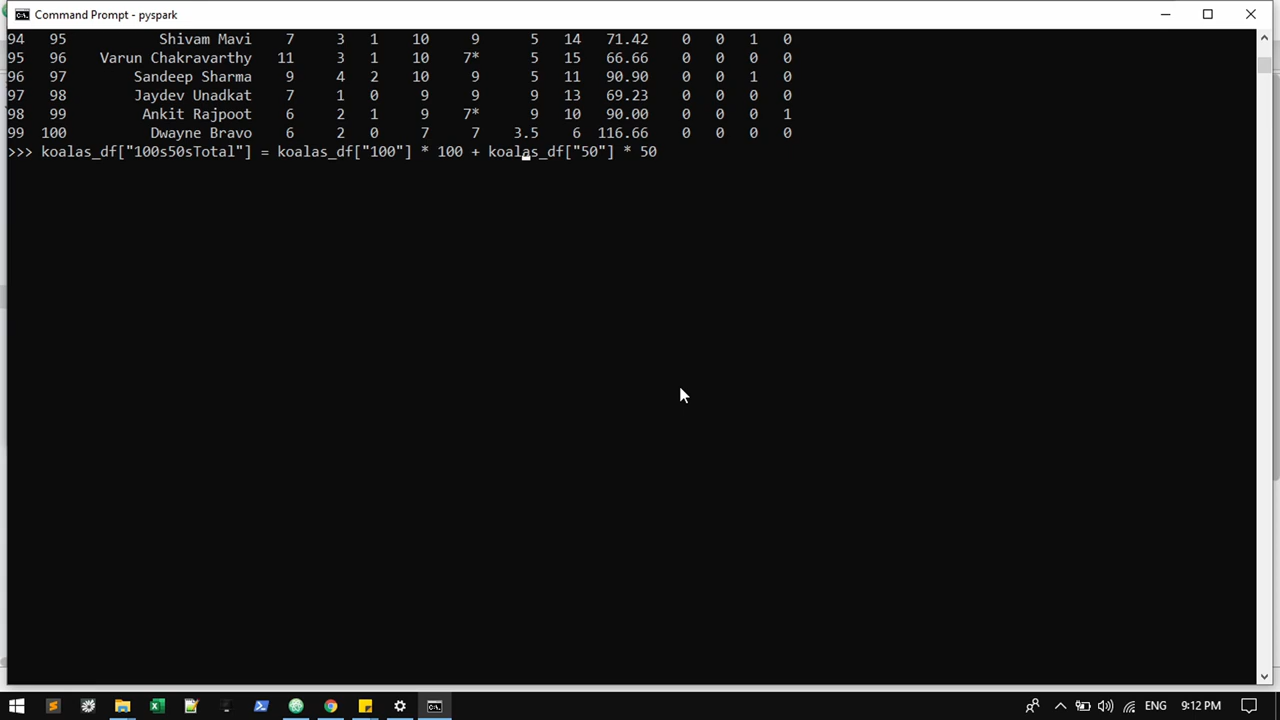 Command Prompt - pyspark
94 95 Shivam Mavi 7 3 1 10 9 5 14 71.42 0 0 1 0
95 96 Varun Chakravarthy 11 3 1 10 7* 5 15 66.66 0 0 0 0
96 97 Sandeep Sharma 9 4 2 10 9 5 11 90.90 0 0 1 0
97 98 Jaydev Unadkat 7 1 0 9 9 9 13 69.23 0 0 0 0
98 99 Ankit Rajpoot 6 2 1 9 7* 9 10 90.00 0 0 0 1
99 100 Dwayne Bravo 6 2 0 7 7 3.5 6 116.66 0 0 0 0
>>> koalas_df["100s50sTotal"] = koalas_df["100"] * 100 + koalas_df["50"] * 50
ENG 9:12 PM